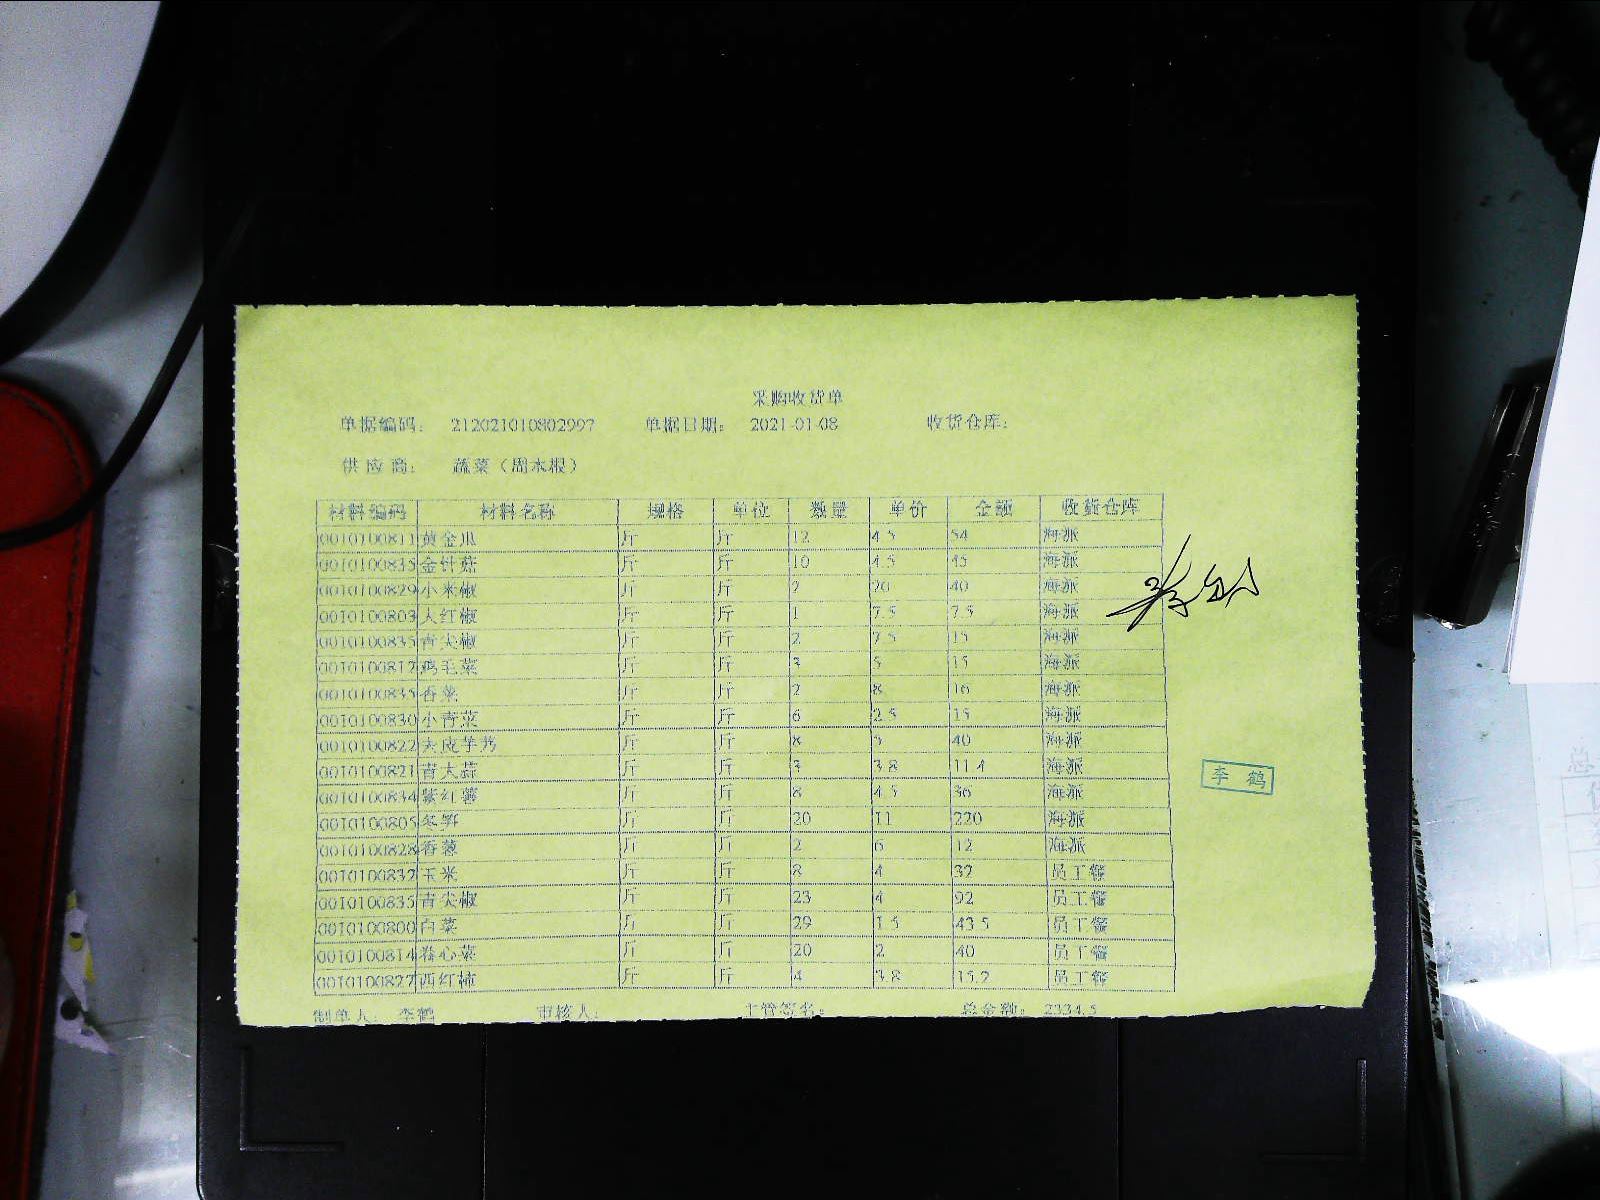 采购收货单
单据编码： 212021010802997 单据日期： 2021-01-08 收货仓库：
供 应 商： 蔬菜（周木根）
材料编码 材料名称 规格 单位 数量 单价 金额 收货仓库
0010100811 黄金瓜 斤 斤 12 4.5 54 海派
0010100835 金针菇 斤 斤 10 4.5 45 海派
0010100829 小米椒 斤 斤 2 20 40 海派
0010100803 大红椒 斤 斤 1 7.5 7.5 海派
0010100835 青尖椒 斤 斤 2 7.5 15 海派
0010100817 鸡毛菜 斤 斤 3 5 15 海派
0010100835 香菜 斤 斤 2 8 16 海派
0010100830 小青菜 斤 斤 6 2.5 15 海派
0010100822 去皮芋艿 斤 斤 8 5 40 海派
0010100821 青大蒜 斤 斤 3 3.8 11.4 海派
0010100834 紫红薯 斤 斤 8 4.5 36 海派
0010100805 冬笋 斤 斤 20 11 220 海派
0010100828 香葱 斤 斤 2 6 12 海派
0010100832 玉米 斤 斤 8 4 32 员工餐
0010100835 青尖椒 斤 斤 23 4 92 员工餐
0010100800 白菜 斤 斤 29 1.5 43.5 员工餐
0010100814 卷心菜 斤 斤 20 2 40 员工餐
0010100827 西红柿 斤 斤 4 3.8 15.2 员工餐
制单人： 李鹤 审核人： 主管签名： 总金额： 2334.5
李 鹤